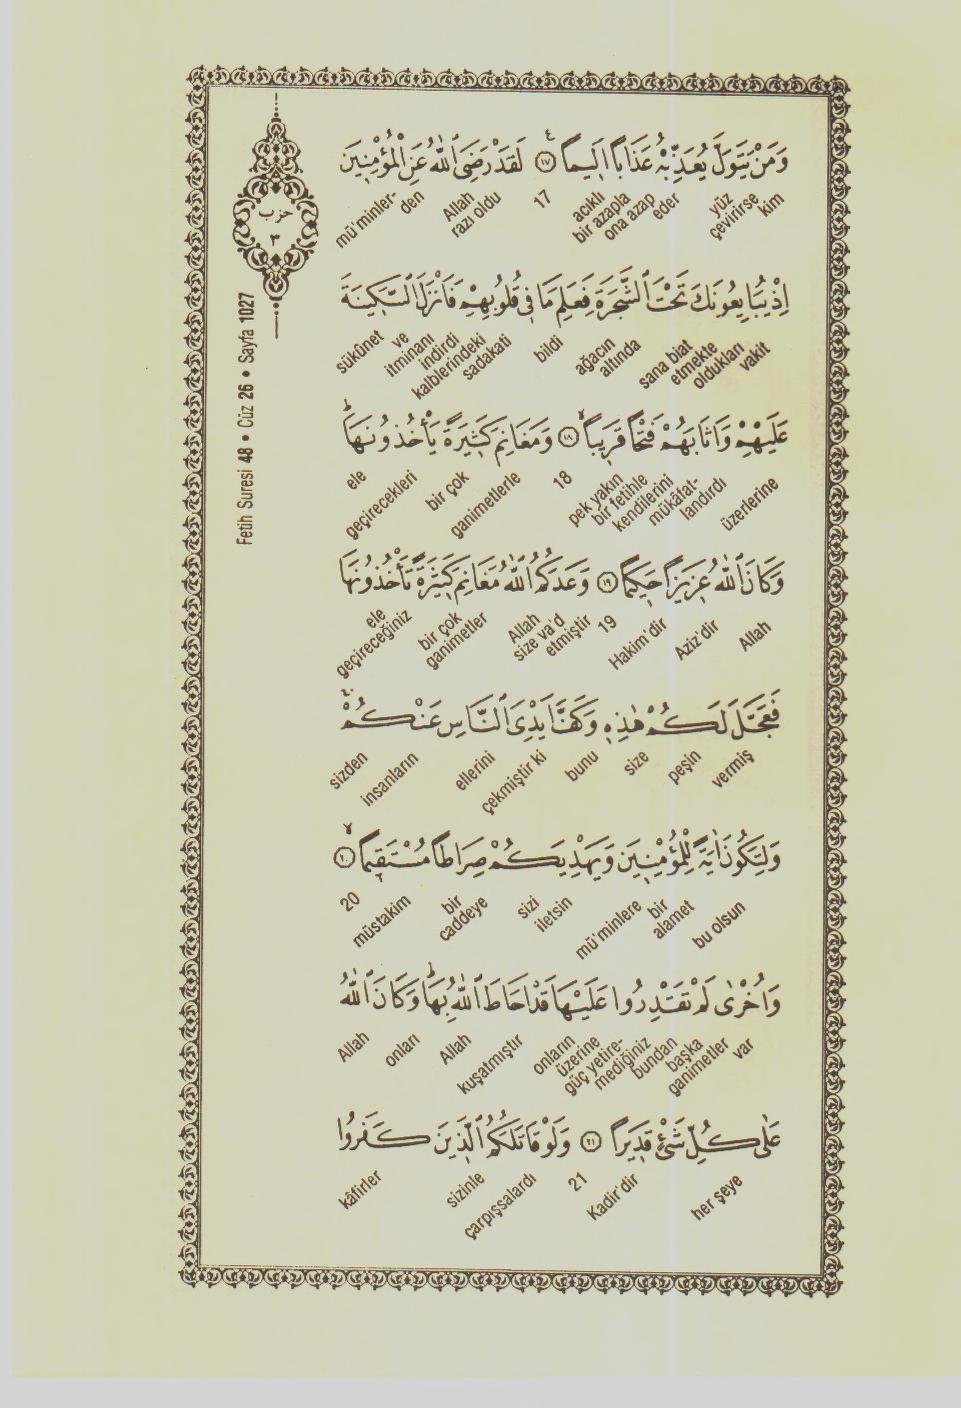 حزب
٣
Fetih Suresi 48 • Cüz 26 • Sayfa 1027
وَمَنْ يَتَوَلَّ يُعَذِّبْهُ عَذَابًا اَلِيمًا ﴿١٧﴾ لَقَدْ رَضِيَ اللّٰهُ عَنِ الْمُؤْمِنِينَ
kim yüz çevirirse ona azap eder acıklı bir azapla 17 Allah razı oldu mü'minler- den
اِذْ يُبَايِعُونَكَ تَحْتَ الشَّجَرَةِ فَعَلِمَ مَا فِي قُلُوبِهِمْ فَاَنْزَلَ السَّكِينَةَ
vakit sana biat etmekte oldukları ağacın altında bildi kalblerindeki sadakati indirdi ve itminanı sükûnet
عَلَيْهِمْ وَاَثَابَهُمْ فَتْحًا قَرِيبًا ﴿١٨﴾ وَمَغَانِمَ كَثِيرَةً يَأْخُذُونَهَا
üzerlerine mükâfat- landırdı kendilerini pek yakın bir fetihle 18 ganimetlerle bir çok geçirecekleri ele
وَكَانَ اللّٰهُ عَزِيزًا حَكِيمًا ﴿١٩﴾ وَعَدَكُمُ اللّٰهُ مَغَانِمَ كَثِيرَةً تَأْخُذُونَهَا
Allah Aziz'dir Hakim'dir 19 Allah size va'd etmiştir bir çok ganimetler ele geçireceğiniz
فَعَجَّلَ لَكُمْ هٰذِهِ وَكَفَّ اَيْدِيَ النَّاسِ عَنْكُمْ
vermiş peşin size bunu çekmiştir ki ellerini insanların sizden
وَلِتَكُونَ اٰيَةً لِلْمُؤْمِنِينَ وَيَهْدِيَكُمْ صِرَاطًا مُسْتَقِيمًا ﴿٢٠﴾
bu olsun bir alamet mü'minlere sizi iletsin bir caddeye müstakim 20
وَاُخْرٰى لَمْ تَقْدِرُوا عَلَيْهَا قَدْ اَحَاطَ اللّٰهُ بِهَا وَكَانَ اللّٰهُ
var bundan başka ganimetler onların üzerine güç yetire- mediğiniz kuşatmıştır Allah onları Allah
عَلٰى كُلِّ شَيْءٍ قَدِيرًا ﴿٢١﴾ وَلَوْ قَاتَلَكُمُ الَّذِينَ كَفَرُوا
her şeye Kadir'dir 21 sizinle çarpışsalardı kâfirler